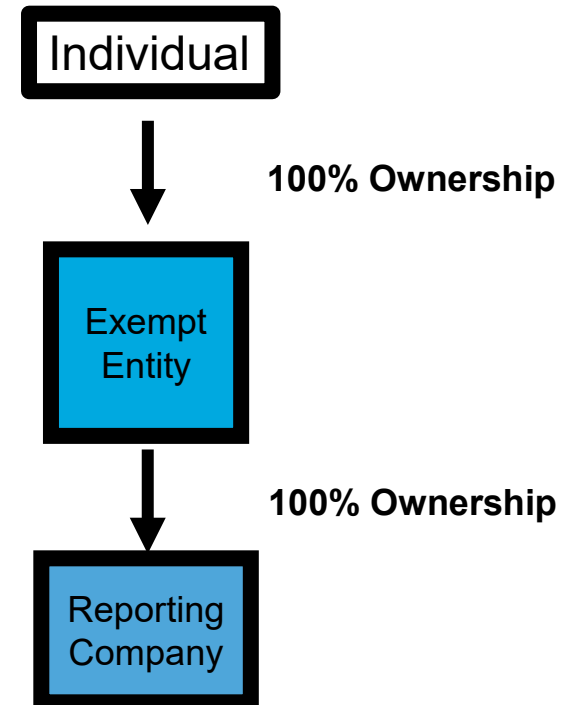 Individual
100% Ownership
Exempt
Entity
100% Ownership
Reporting
Company